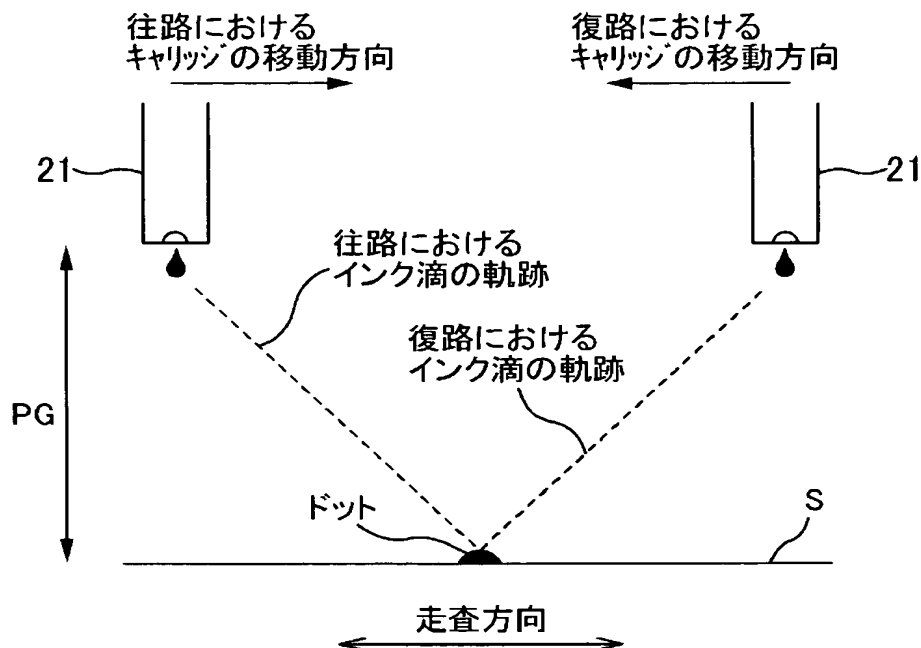 往路における
キャリッジの移動方向
復路における
キャリッジの移動方向
21
21
往路における
インク滴の軌跡
復路における
インク滴の軌跡
PG
ドット
S
走査方向